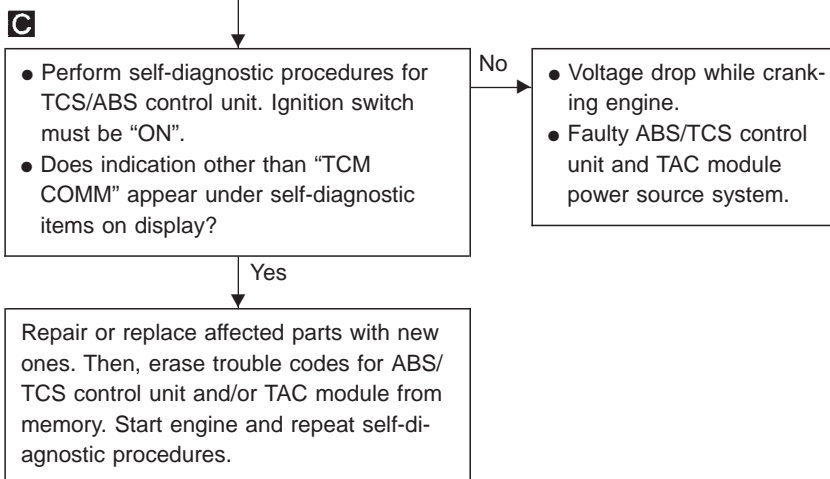 C
● Perform self-diagnostic procedures for
TCS/ABS control unit. Ignition switch
must be “ON”.
● Does indication other than “TCM
COMM” appear under self-diagnostic
items on display?
No
● Voltage drop while crank-
ing engine.
● Faulty ABS/TCS control
unit and TAC module
power source system.
Yes
Repair or replace affected parts with new
ones. Then, erase trouble codes for ABS/
TCS control unit and/or TAC module from
memory. Start engine and repeat self-di-
agnostic procedures.